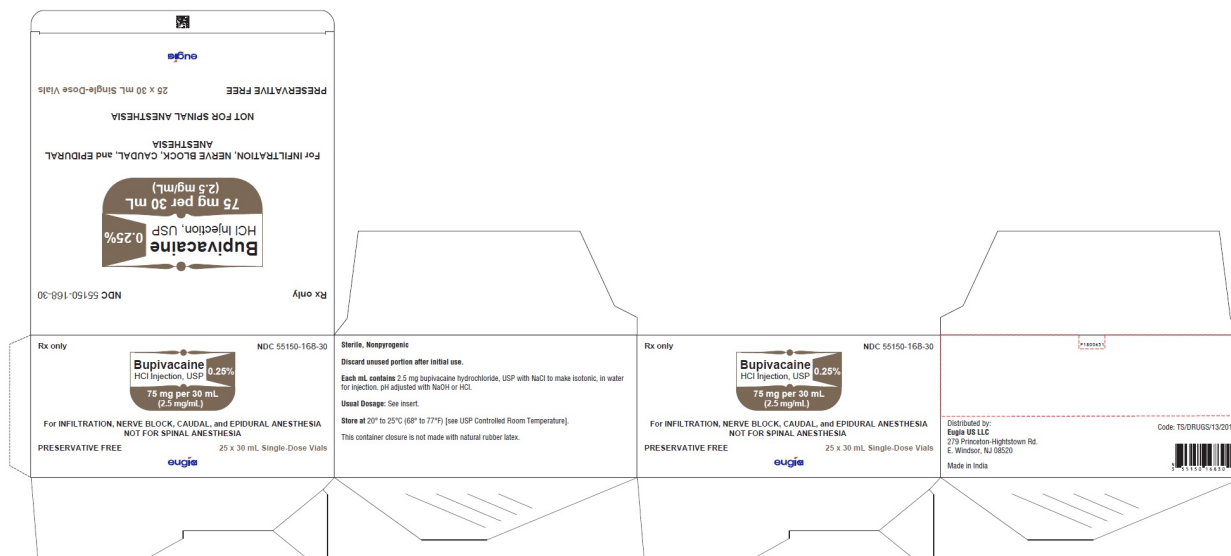 eugia
PRESERVATIVE FREE 25 x 30 mL Single-Dose Vials
NOT FOR SPINAL ANESTHESIA
For INFILTRATION, NERVE BLOCK, CAUDAL, and EPIDURAL
ANESTHESIA
75 mg per 30 mL
(2.5 mg/mL)
Bupivacaine
HCl Injection, USP
0.25%
Rx only NDC 55150-168-30
Rx only NDC 55150-168-30
Bupivacaine
HCl Injection, USP
0.25%
75 mg per 30 mL
(2.5 mg/mL)
For INFILTRATION, NERVE BLOCK, CAUDAL, and EPIDURAL ANESTHESIA
NOT FOR SPINAL ANESTHESIA
PRESERVATIVE FREE 25 x 30 mL Single-Dose Vials
eugia
Sterile, Nonpyrogenic
Discard unused portion after initial use.
Each mL contains 2.5 mg bupivacaine hydrochloride, USP with NaCl to make isotonic, in water
for injection. pH adjusted with NaOH or HCl.
Usual Dosage: See insert.
Store at 20° to 25°C (68° to 77°F) [see USP Controlled Room Temperature].
This container closure is not made with natural rubber latex.
Rx only NDC 55150-168-30
Bupivacaine
HCl Injection, USP
0.25%
75 mg per 30 mL
(2.5 mg/mL)
For INFILTRATION, NERVE BLOCK, CAUDAL, and EPIDURAL ANESTHESIA
NOT FOR SPINAL ANESTHESIA
PRESERVATIVE FREE 25 x 30 mL Single-Dose Vials
eugia
Distributed by:
Eugia US LLC
279 Princeton-Hightstown Rd.
E. Windsor, NJ 08520
Made in India
Code: TS/DRUGS/13/201